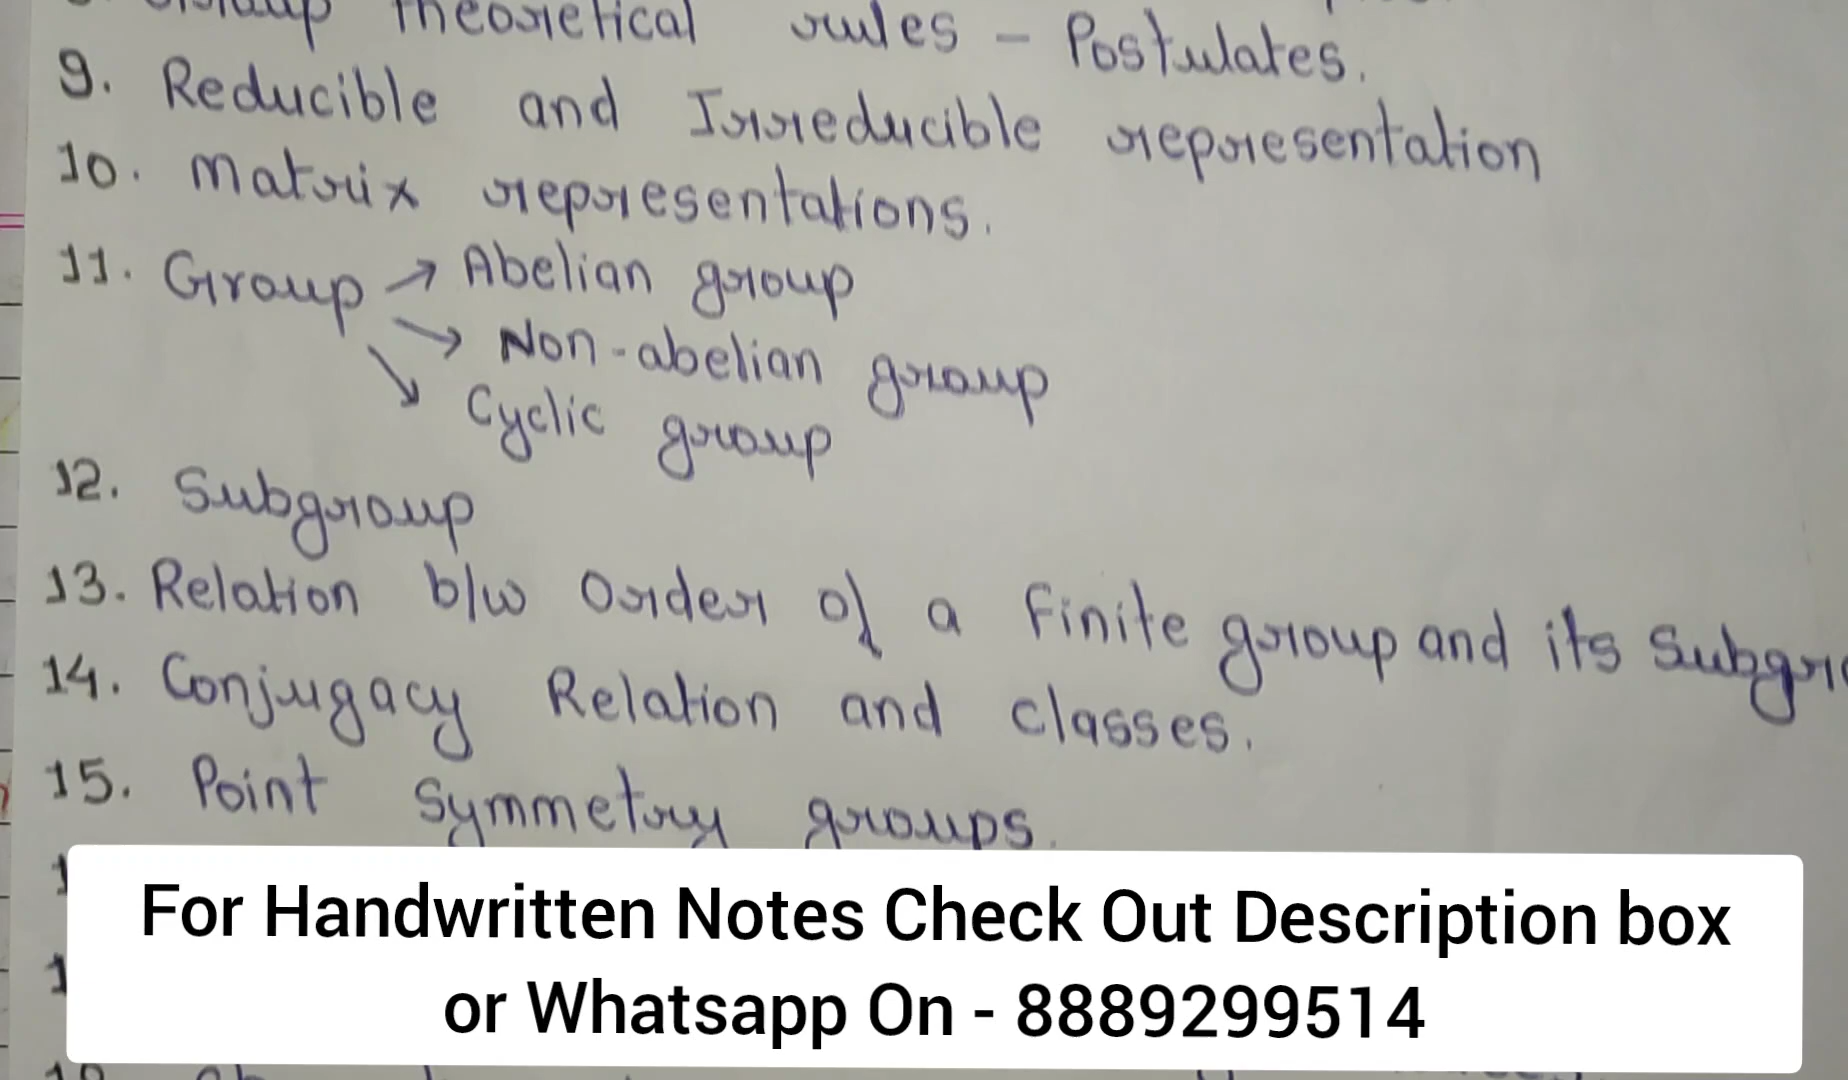 theoretical rules - Postulates.
9. Reducible and Irreducible representation
10. Matrix representations.
11. Group → Abelian group
→ Non-abelian group
→ Cyclic group
12. Subgroup
13. Relation b/w Order of a finite group and its
14. Conjugacy Relation and classes.
15. Point Symmetry groups.
For Handwritten Notes Check Out Description box
or Whatsapp On - 8889299514